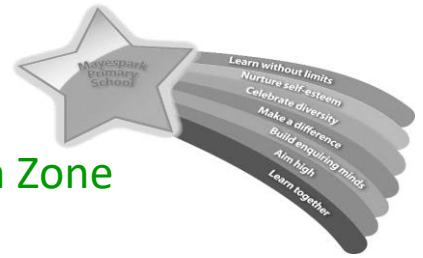 Mayespark
Primary
School
Learn without limits
Nurture self-esteem
Celebrate diversity
Make a difference
Build enquiring minds
Aim high
Learn together
Zone